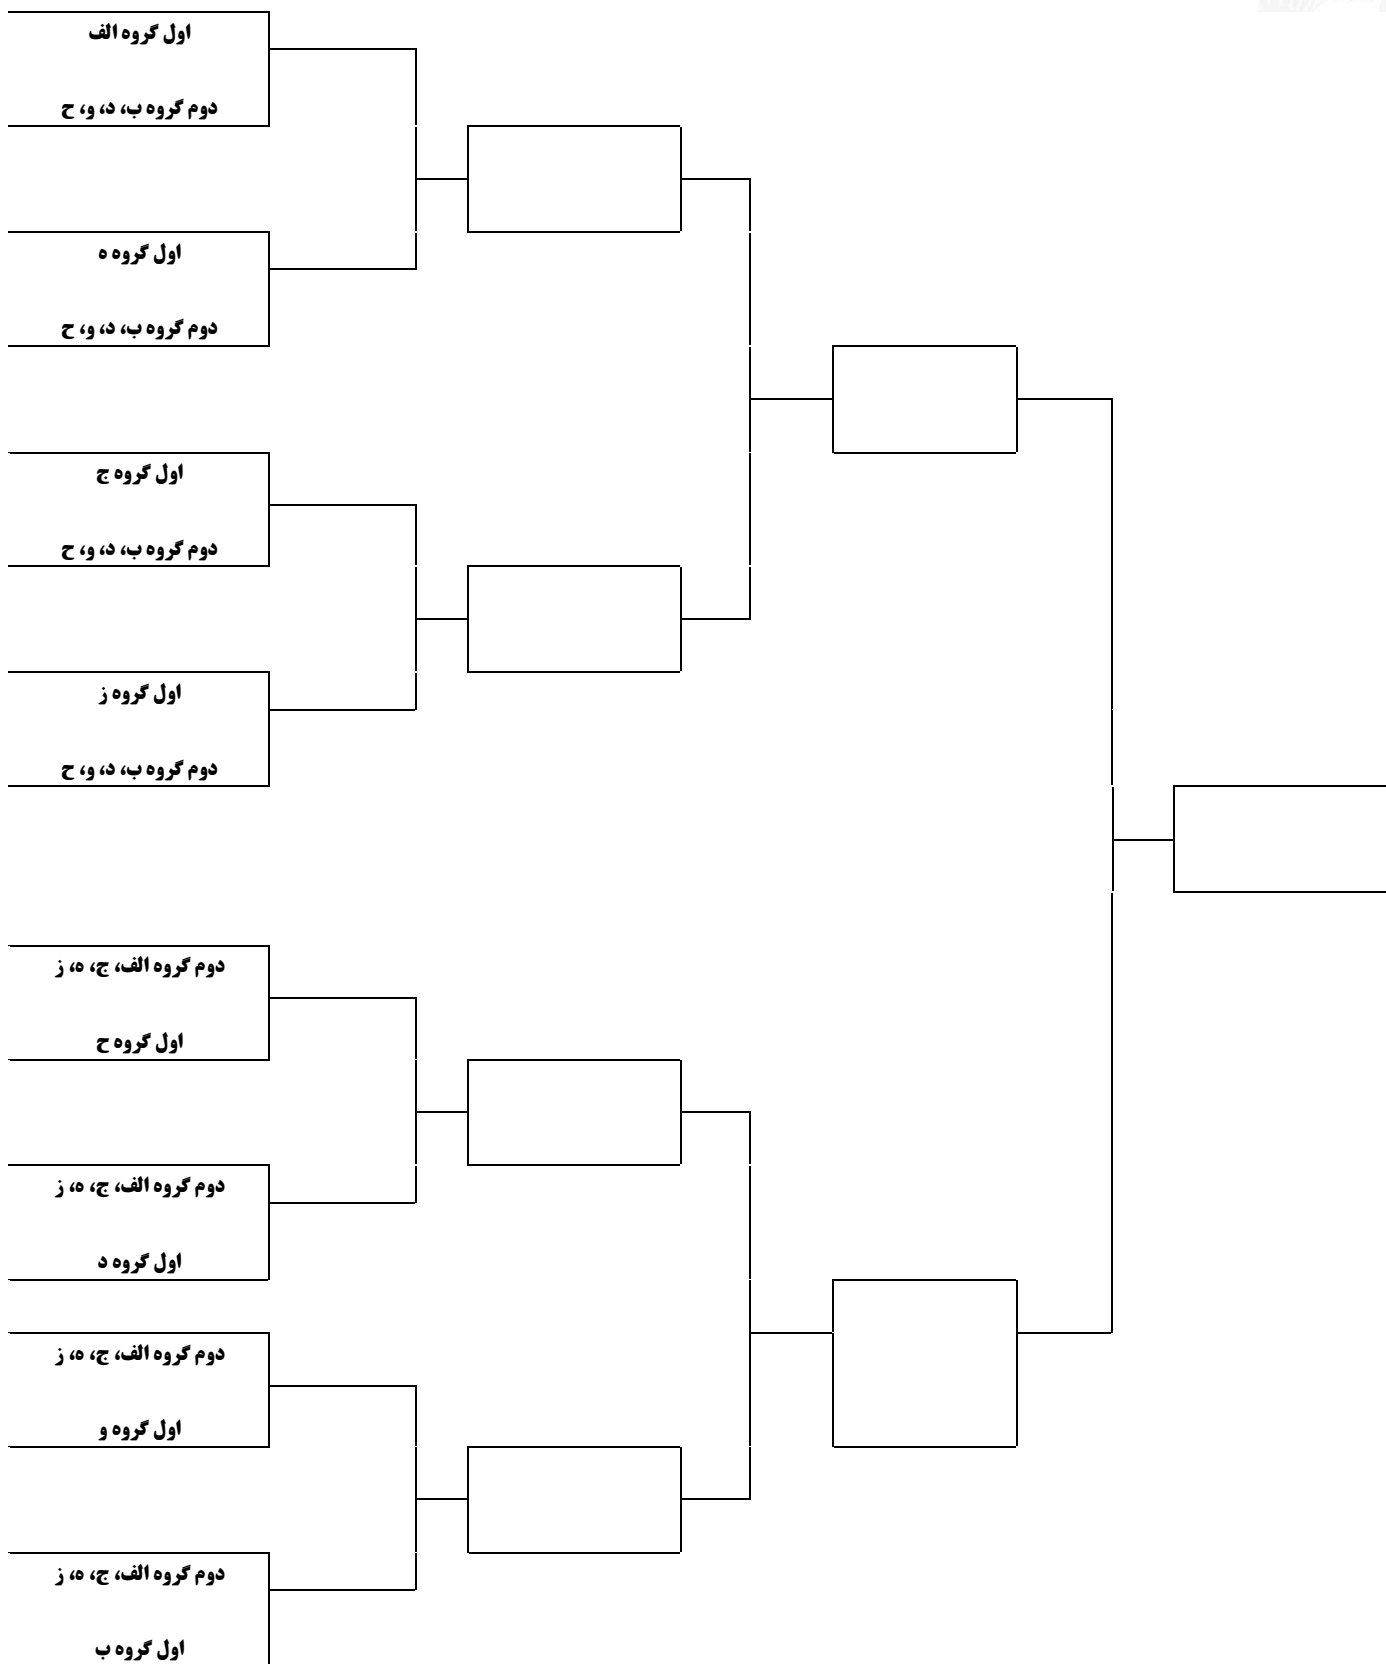 اول گروه الف
دوم گروه ب، د، و، ح
اول گروه ه
دوم گروه ب، د، و، ح
اول گروه ج
دوم گروه ب، د، و، ح
اول گروه ز
دوم گروه ب، د، و، ح
دوم گروه الف، ج، ه، ز
اول گروه ح
دوم گروه الف، ج، ه، ز
اول گروه د
دوم گروه الف، ج، ه، ز
اول گروه و
دوم گروه الف، ج، ه، ز
اول گروه ب